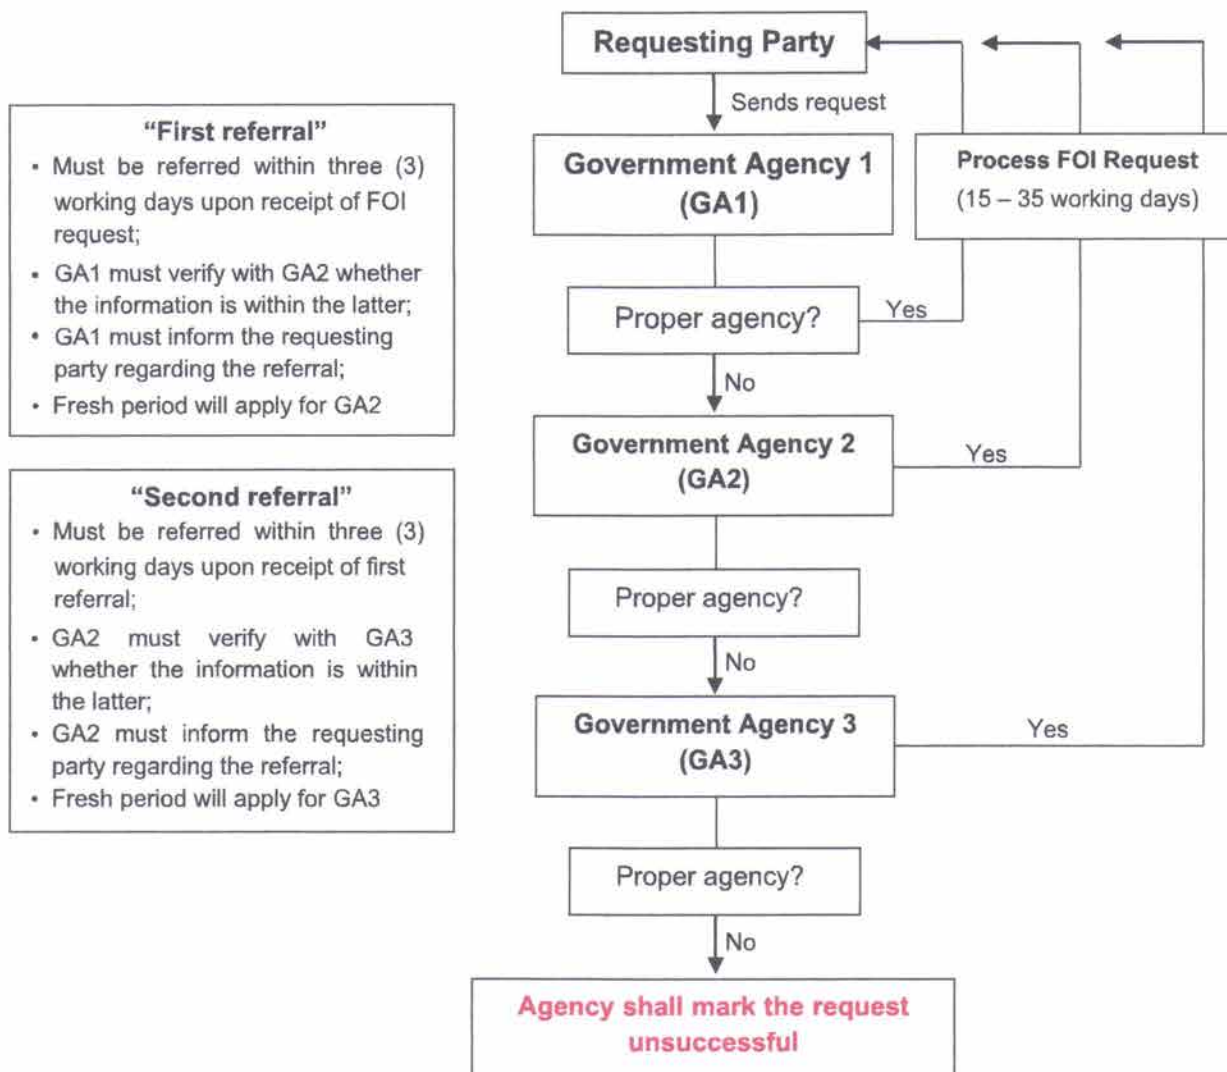 Requesting Party
Sends request
"First referral"
• Must be referred within three (3)
working days upon receipt of FOI
request;
• GA1 must verify with GA2 whether
the information is within the latter;
• GA1 must inform the requesting
party regarding the referral;
• Fresh period will apply for GA2
"Second referral"
• Must be referred within three (3)
working days upon receipt of first
referral;
• GA2 must verify with GA3
whether the information is within
the latter;
• GA2 must inform the requesting
party regarding the referral;
• Fresh period will apply for GA3
Government Agency 1
(GA1)
Process FOI Request
(15 – 35 working days)
Proper agency?
Yes
No
Government Agency 2
(GA2)
Yes
Proper agency?
No
Government Agency 3
(GA3)
Yes
Proper agency?
No
Agency shall mark the request
unsuccessful